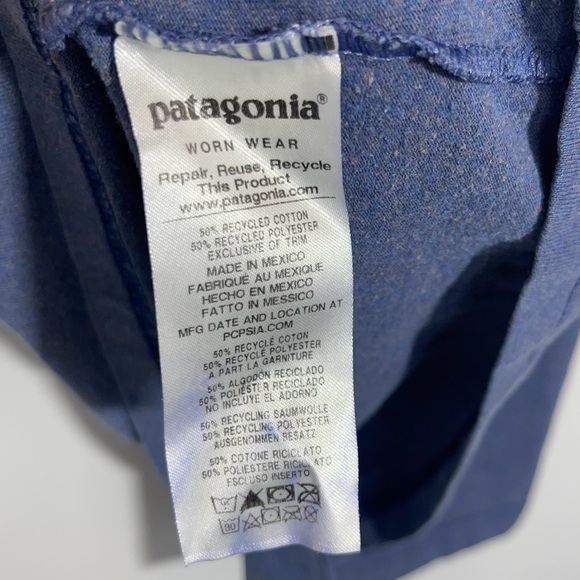 patagonia®
WORN WEAR
Repair, Reuse, Recycle
This Product
www.patagonia.com
50% RECYCLED COTTON
50% RECYCLED POLYESTER
EXCLUSIVE OF TRIM
MADE IN MEXICO
FABRIQUÉ AU MEXIQUE
HECHO EN MEXICO
FATTO IN MESSICO
MFG DATE AND LOCATION AT
PCPSIA.COM
50% RECYCLÉ COTON
50% RECYCLÉ POLYESTER
A PART LA GARNITURE
50% ALGODÓN RECICLADO
50% POLIÉSTER RECICLADO
NO INCLUYE EL ADORNO
50% RECYCLING BAUMWOLLE
50% RECYCLING POLYESTER
AUSGENOMMEN BESATZ
50% COTONE RICICLATO
50% POLIESTERE RICICLATO
ESCLUSO INSERTO